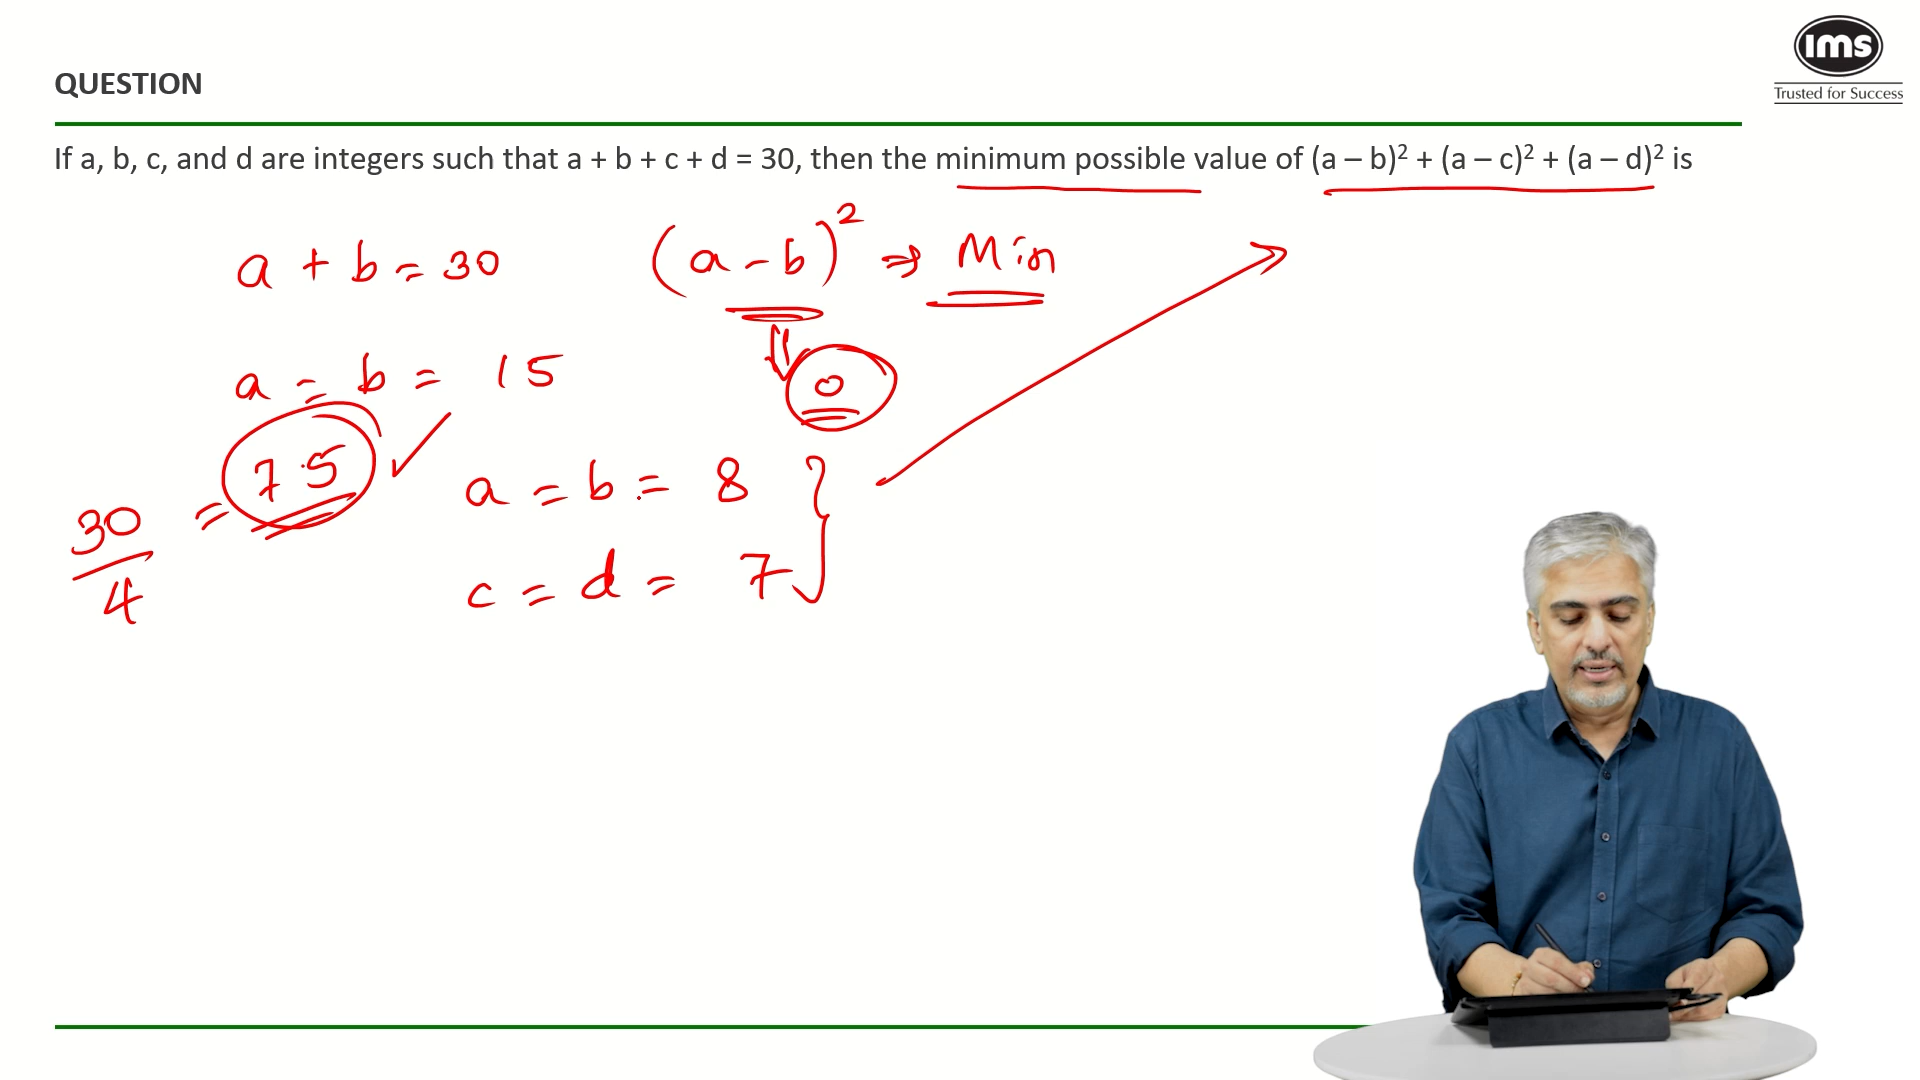 ims
Trusted for Success
QUESTION
If a, b, c, and d are integers such that a + b + c + d = 30, then the minimum possible value of (a – b)² + (a – c)² + (a – d)² is
a + b = 30
(a – b)² ⇒ Min
0
a = b = 15
30/4 = 7.5 ✓
a = b = 8
c = d = 7